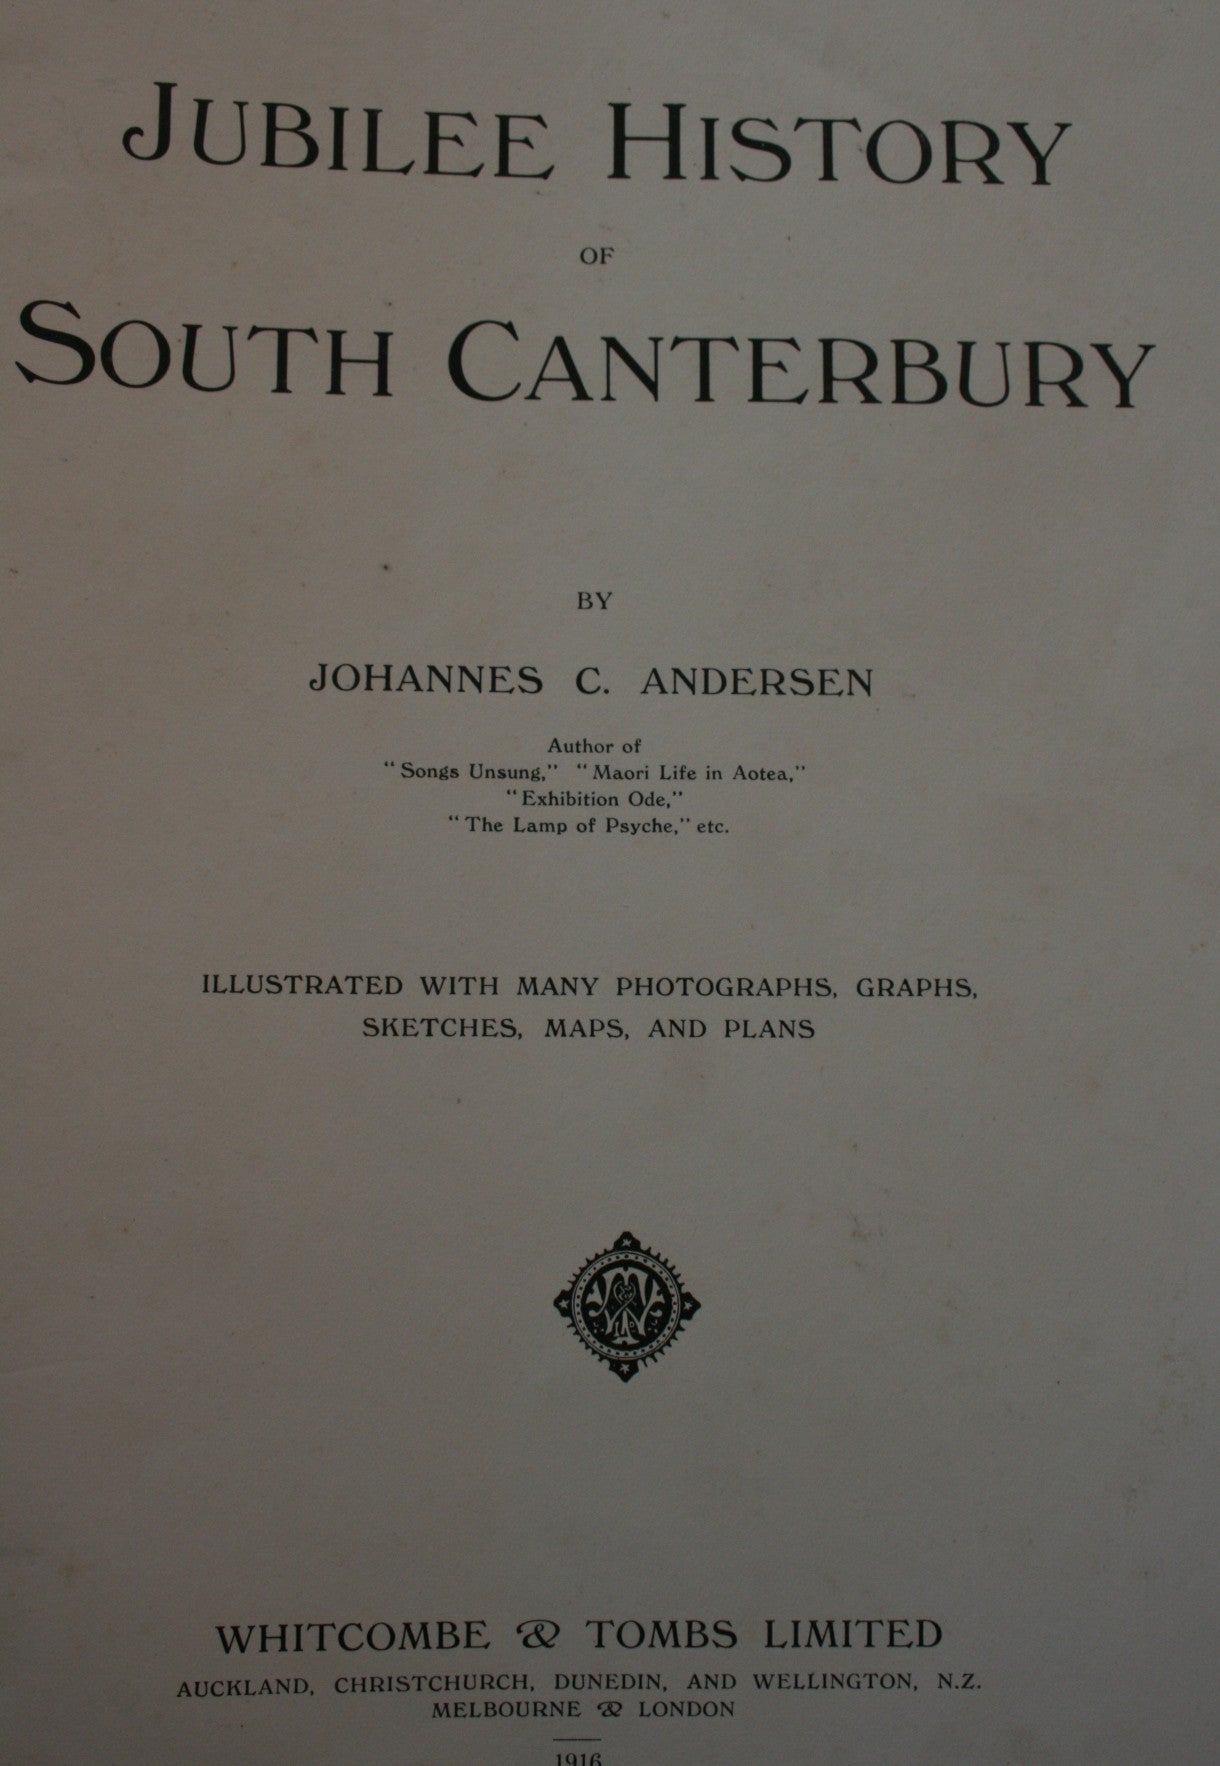 JUBILEE HISTORY
OF
SOUTH CANTERBURY
BY
JOHANNES C. ANDERSEN
Author of
"Songs Unsung," "Maori Life in Aotea,"
"Exhibition Ode,"
"The Lamp of Psyche," etc.
ILLUSTRATED WITH MANY PHOTOGRAPHS, GRAPHS,
SKETCHES, MAPS, AND PLANS
WHITCOMBE & TOMBS LIMITED
AUCKLAND, CHRISTCHURCH, DUNEDIN, AND WELLINGTON, N.Z.
MELBOURNE & LONDON
1916